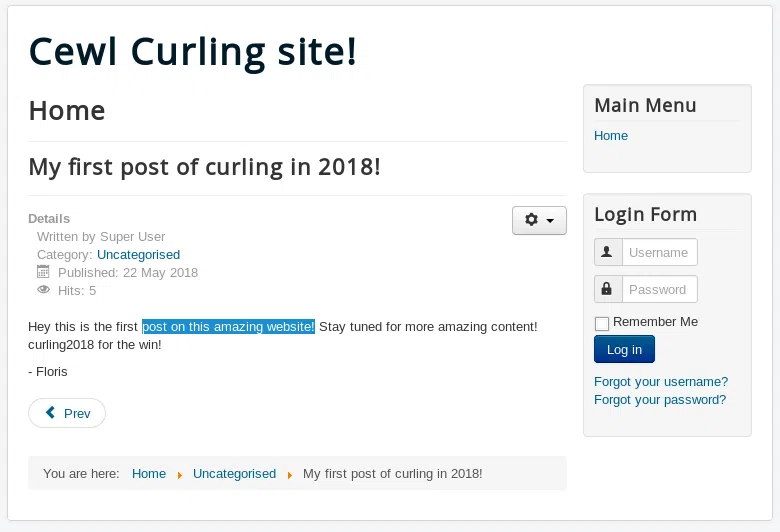 Cewl Curling site!
Home
My first post of curling in 2018!
Details
Written by Super User
Category: Uncategorised
Published: 22 May 2018
Hits: 5
Hey this is the first post on this amazing website! Stay tuned for more amazing content!
curling2018 for the win!
- Floris
Prev
You are here: Home Uncategorised My first post of curling in 2018!
Main Menu
Home
Login Form
Username
Password
Remember Me
Log in
Forgot your username?
Forgot your password?